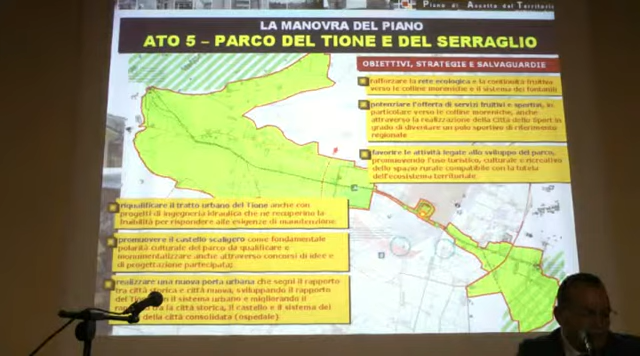 Piano di Assetto del Territorio
LA MANOVRA DEL PIANO
ATO 5 – PARCO DEL TIONE E DEL SERRAGLIO
OBIETTIVI, STRATEGIE E SALVAGUARDIE
rafforzare la rete ecologica e la continuità fruitiva
verso le colline moreniche e il sistema dei fontanili
potenziare l'offerta di servizi fruitivi e sportivi, in
particolare verso le colline moreniche, anche
attraverso la realizzazione della Città dello Sport in
grado di diventare un polo sportivo di riferimento
regionale
favorire le attività legate allo sviluppo del parco,
promuovendo l'uso turistico, culturale e ricreativo
dello spazio rurale compatibile con la tutela
dell'ecosistema territoriale
riqualificare il tratto urbano del Tione anche con
progetti di ingegneria idraulica che ne recuperino la
fruibilità per rispondere alle esigenze di manutenzione
promuovere il castello scaligero come fondamentale
polarità culturale del parco da qualificare e
monumentalizzare anche attraverso concorsi di idee e
di progettazione partecipata;
realizzare una nuova porta urbana che segni il rapporto
tra città storica e città nuova, sviluppando il rapporto
del con il sistema urbano e migliorando il
tra la città storica, il castello e il sistema dei
della città consolidata (ospedale)